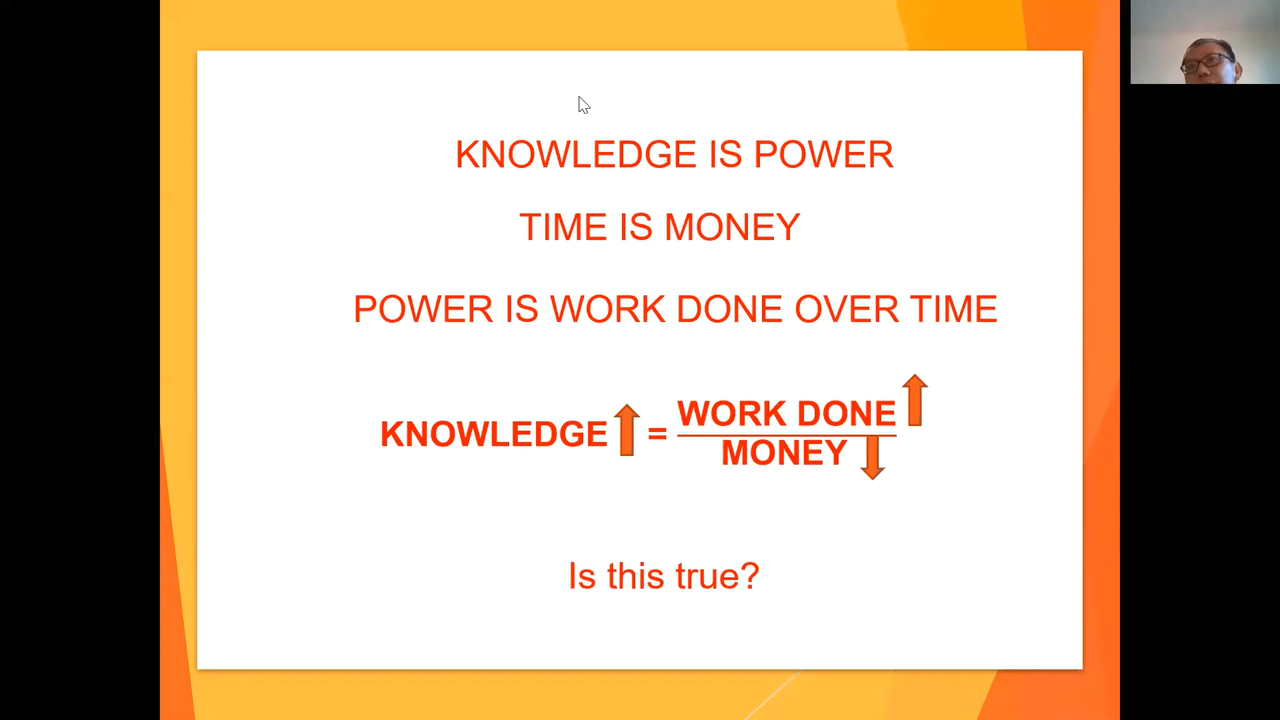 KNOWLEDGE IS POWER
TIME IS MONEY
POWER IS WORK DONE OVER TIME
KNOWLEDGE = WORK DONE
MONEY
Is this true?